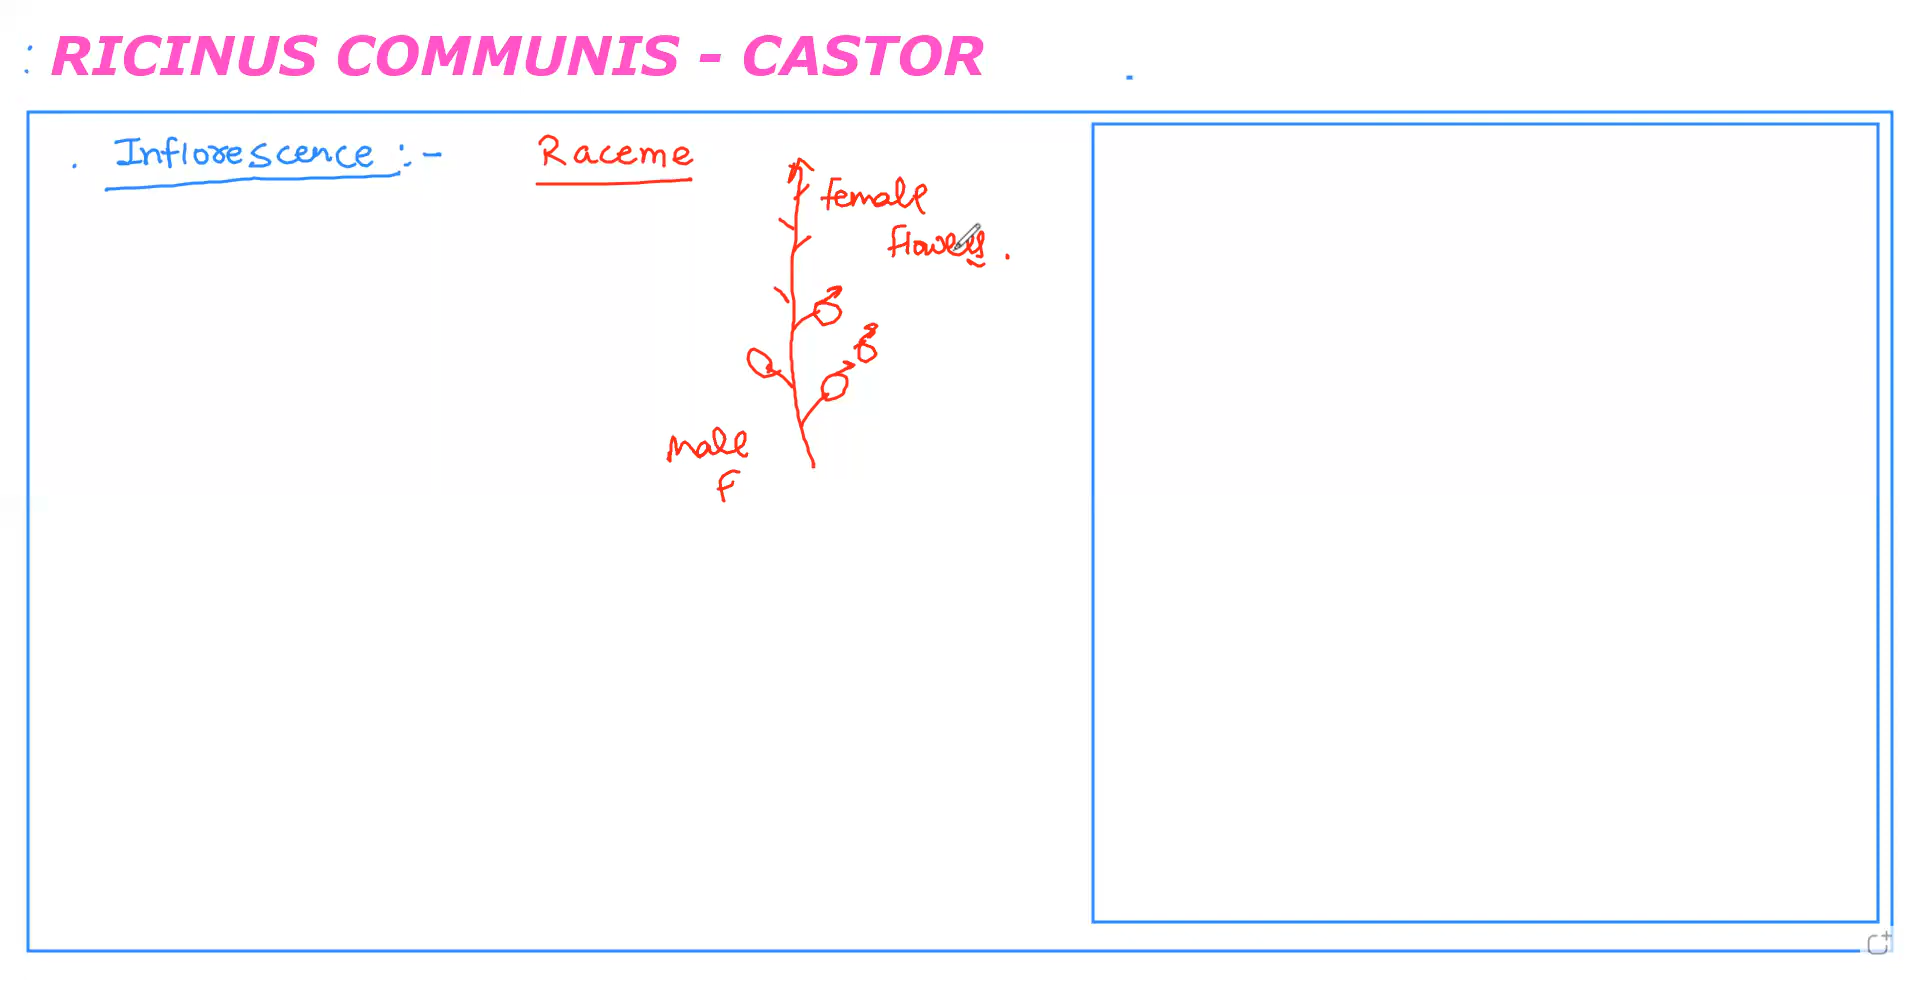 : RICINUS COMMUNIS - CASTOR
. Inflorescence :- Raceme
female
flowers .
male
F